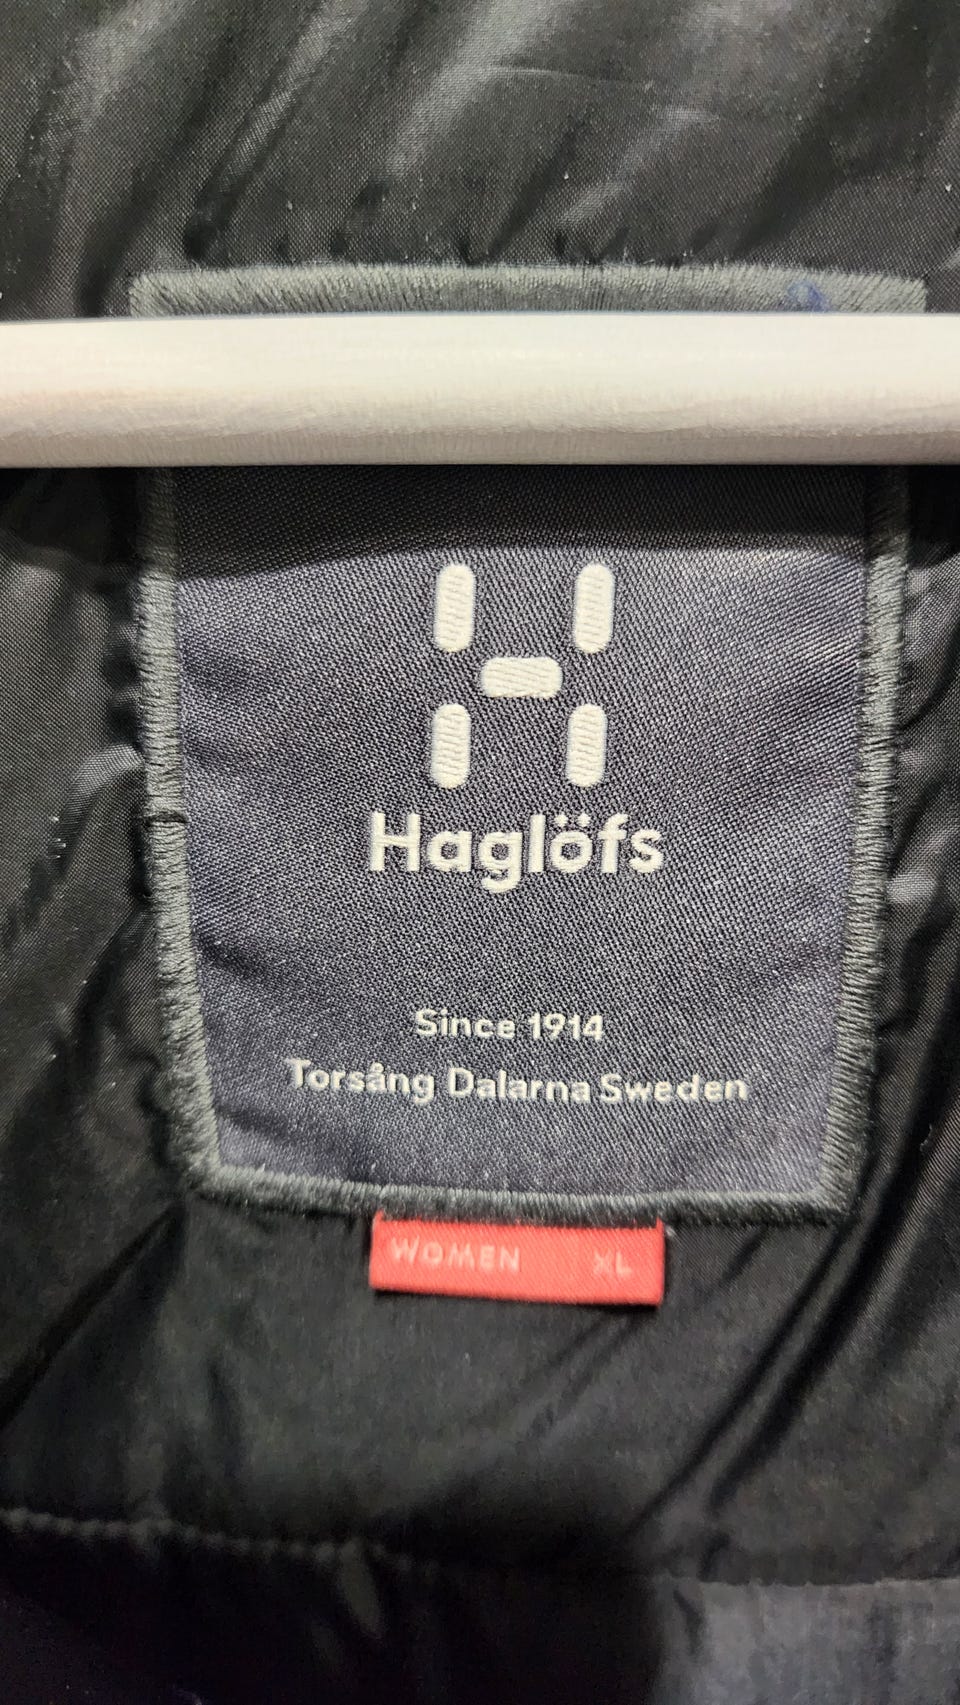 Haglöfs
Since 1914
Torsång Dalarna Sweden
WOMEN XL